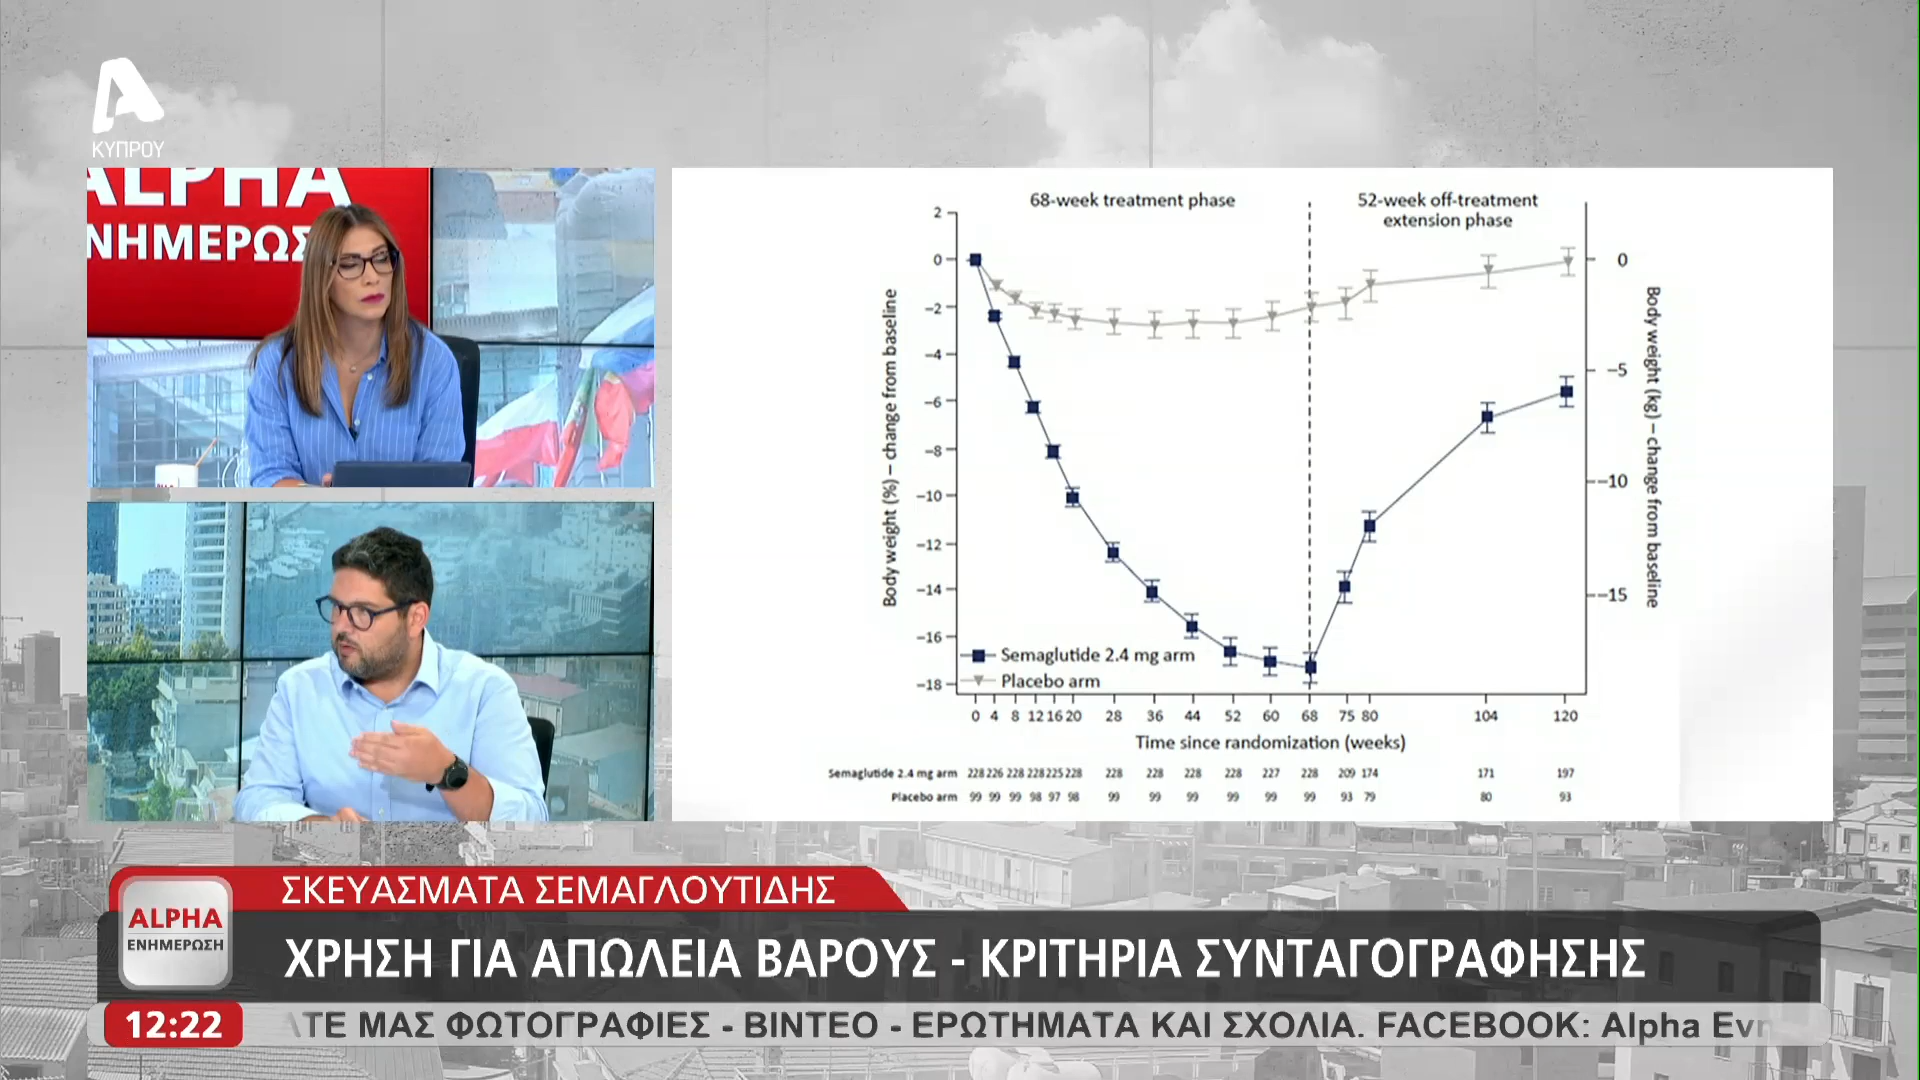 ΚΥΠΡΟΥ
ALPHA
ΝΗΜΕΡΩΣ
68-week treatment phase
52-week off-treatment
extension phase
Body weight (%) – change from baseline
2
0
−2
−4
−6
−8
−10
−12
−14
−16
−18
0
−5
−10
−15
Body weight (kg) – change from baseline
Semaglutide 2.4 mg arm
Placebo arm
0 4 8 12 16 20 28 36 44 52 60 68 75 80 104 120
Time since randomization (weeks)
Semaglutide 2.4 mg arm 228 226 228 228 225 228 228 228 228 228 227 228 209 174 171 197
Placebo arm 99 99 99 98 97 98 99 99 99 99 99 99 93 79 80 93
ΣΚΕΥΑΣΜΑΤΑ ΣΕΜΑΓΛΟΥΤΙΔΗΣ
ALPHA
ΕΝΗΜΕΡΩΣΗ
ΧΡΗΣΗ ΓΙΑ ΑΠΩΛΕΙΑ ΒΑΡΟΥΣ - ΚΡΙΤΗΡΙΑ ΣΥΝΤΑΓΟΓΡΑΦΗΣΗΣ
12:22
ΤΕ ΜΑΣ ΦΩΤΟΓΡΑΦΙΕΣ - ΒΙΝΤΕΟ - ΕΡΩΤΗΜΑΤΑ ΚΑΙ ΣΧΟΛΙΑ. FACEBOOK: Alpha Evr